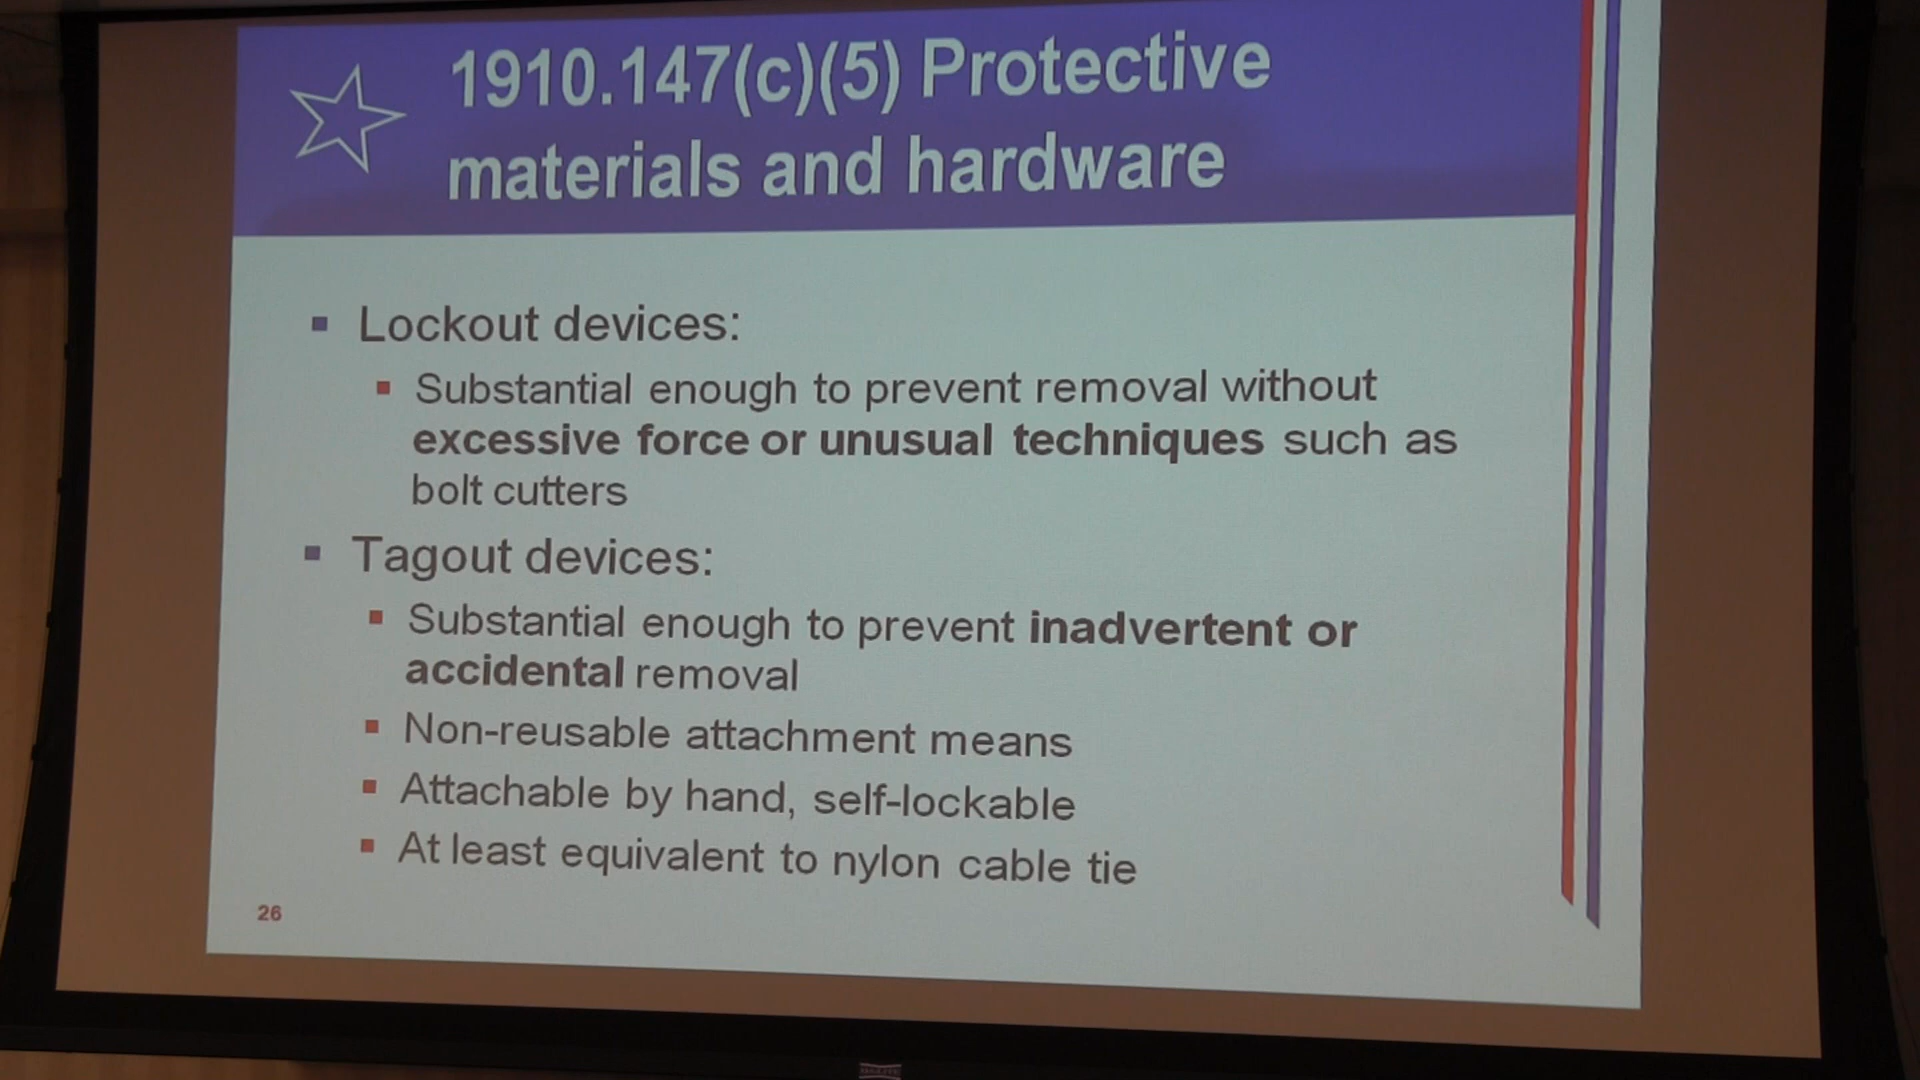 1910.147(c)(5) Protective
materials and hardware
▪ Lockout devices:
▪ Substantial enough to prevent removal without
excessive force or unusual techniques such as
bolt cutters
▪ Tagout devices:
▪ Substantial enough to prevent inadvertent or
accidental removal
▪ Non-reusable attachment means
▪ Attachable by hand, self-lockable
▪ At least equivalent to nylon cable tie
26
DA-LITE